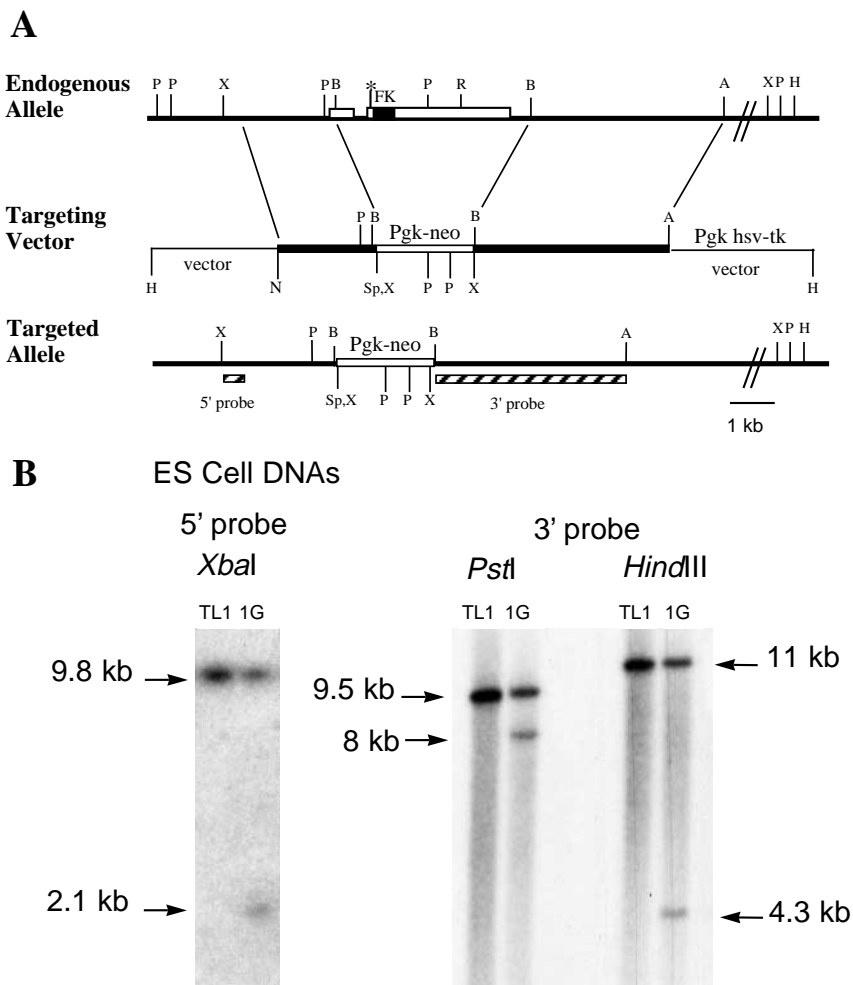 A
Endogenous Allele
P P X P B * FK P R B A X P H
Targeting Vector
P B Pgk-neo B A Pgk hsv-tk
vector vector
H N Sp,X P P X H
Targeted Allele
X P B Pgk-neo B A X P H
5' probe Sp,X P P X 3' probe
1 kb
B ES Cell DNAs
5’ probe 3’ probe
XbaI PstI HindIII
TL1 1G TL1 1G TL1 1G
9.8 kb 9.5 kb 11 kb
8 kb
2.1 kb 4.3 kb